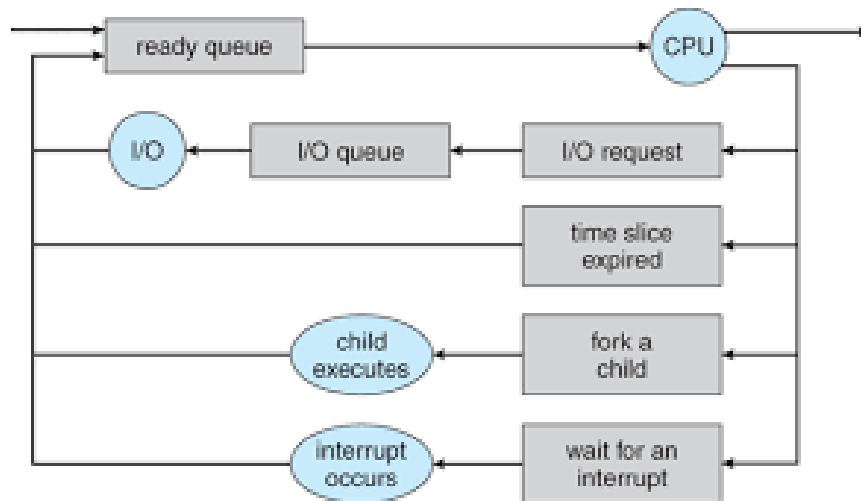 ready queue
CPU
I/O
I/O queue
I/O request
time slice
expired
child
executes
fork a
child
interrupt
occurs
wait for an
interrupt